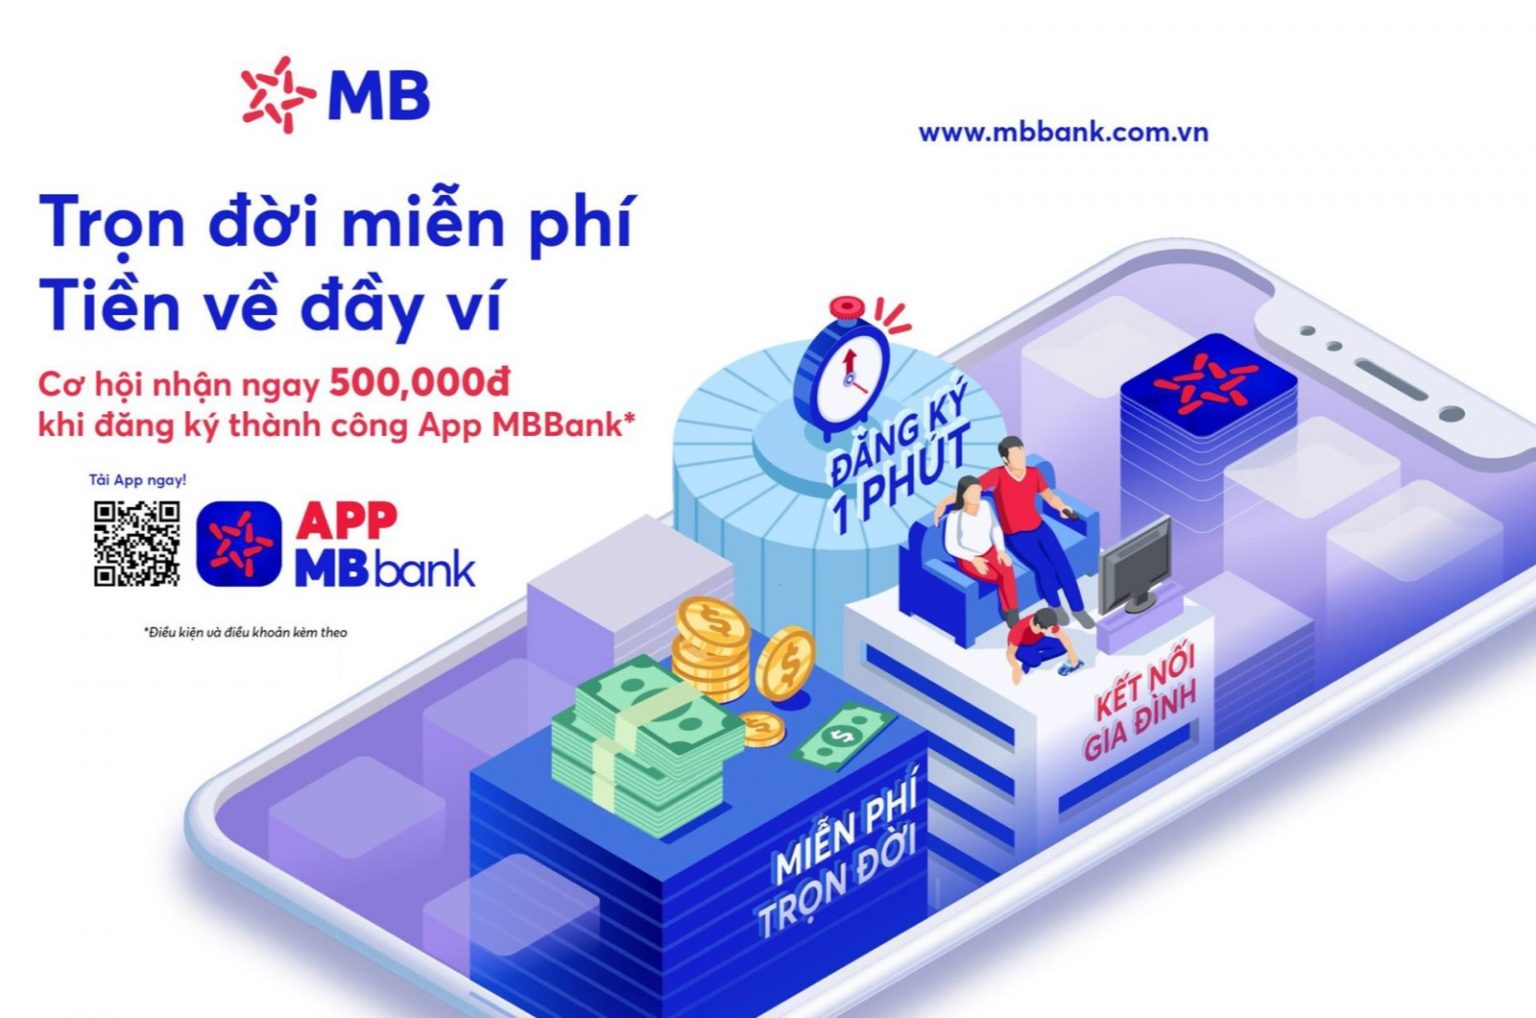 MB
www.mbbank.com.vn
Trọn đời miễn phí
Tiền về đầy ví
Cơ hội nhận ngay 500,000đ
khi đăng ký thành công App MBBank*
Tải App ngay!
APP
MBbank
*Điều kiện và điều khoản kèm theo
ĐĂNG KÝ
1 PHÚT
KẾT NỐI
GIA ĐÌNH
MIỄN PHÍ
TRỌN ĐỜI